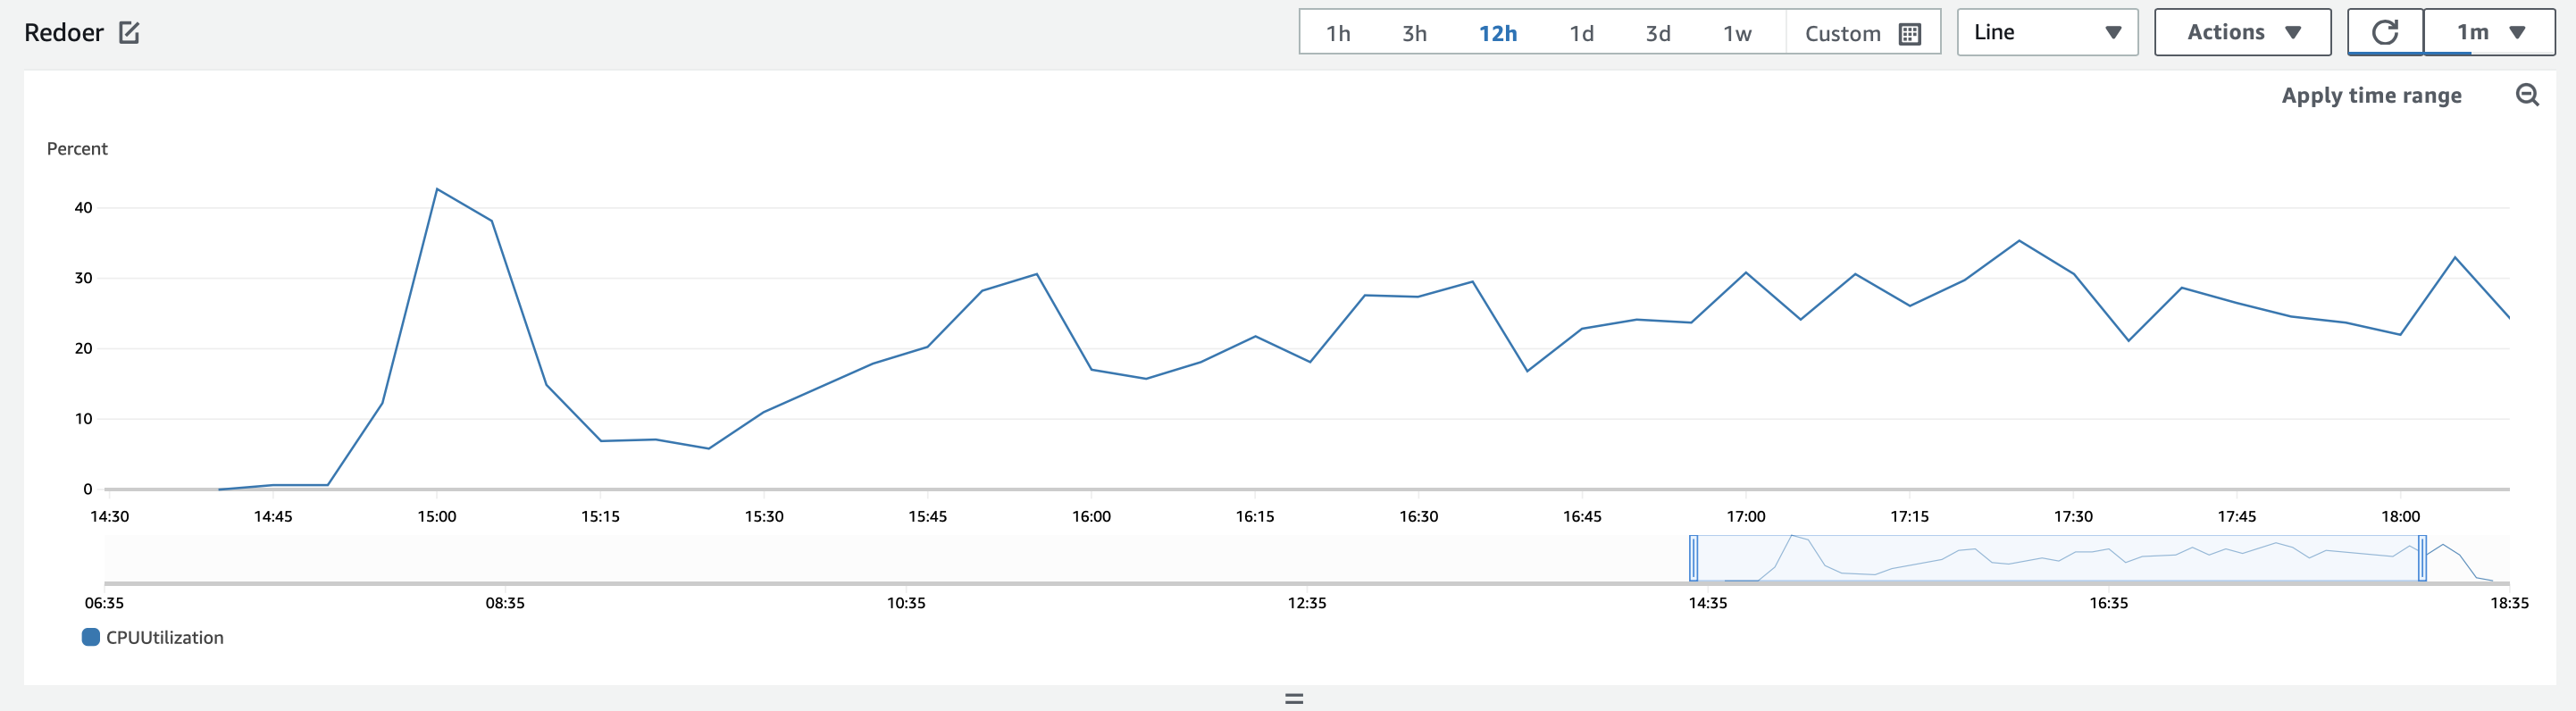 Redoer
1h 3h 12h 1d 3d 1w Custom Line Actions 1m
Apply time range
Percent
40
30
20
10
0
14:30 14:45 15:00 15:15 15:30 15:45 16:00 16:15 16:30 16:45 17:00 17:15 17:30 17:45 18:00
06:35 08:35 10:35 12:35 14:35 16:35 18:35
CPUUtilization